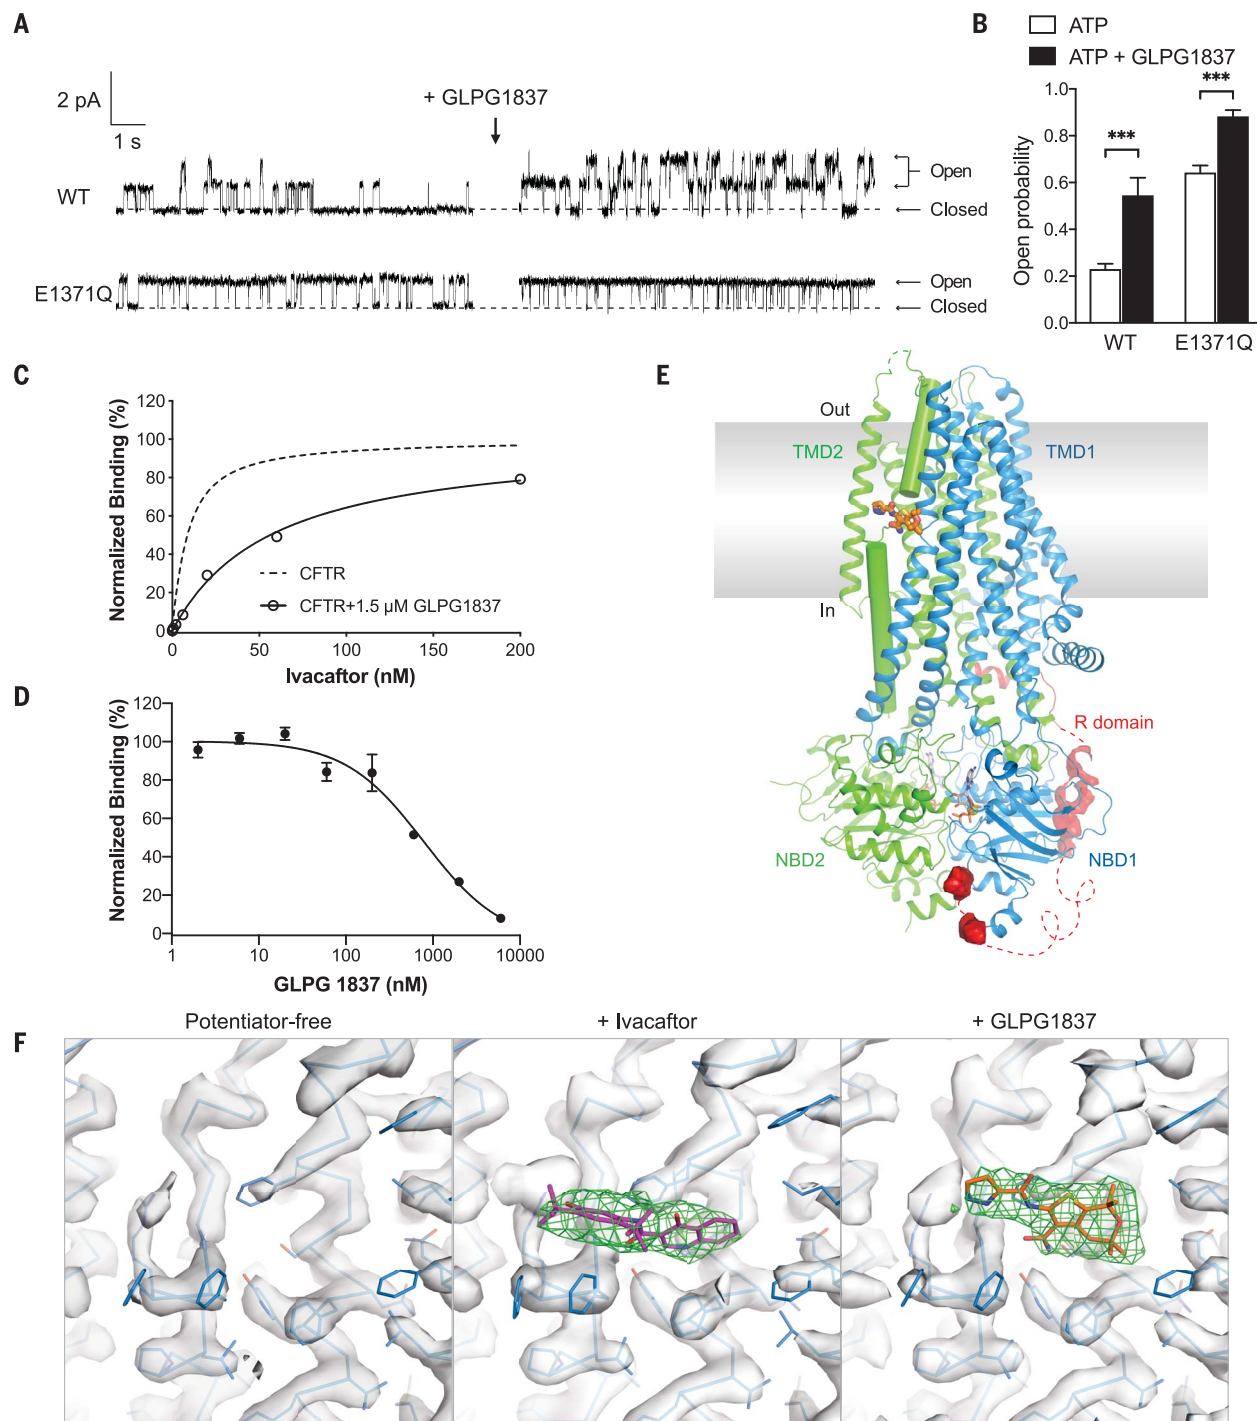 A
2 pA
1 s
+ GLPG1837
WT
Open
Closed
E1371Q
Open
Closed
B
ATP
ATP + GLPG1837
***
***
Open probability
1.0
0.8
0.6
0.4
0.2
0.0
WT
E1371Q
C
Normalized Binding (%)
120
100
80
60
40
20
0
CFTR
CFTR+1.5 µM GLPG1837
0
50
100
150
200
Ivacaftor (nM)
D
Normalized Binding (%)
120
100
80
60
40
20
0
1
10
100
1000
10000
GLPG 1837 (nM)
E
Out
TMD2
TMD1
In
R domain
NBD2
NBD1
F
Potentiator-free
+ Ivacaftor
+ GLPG1837